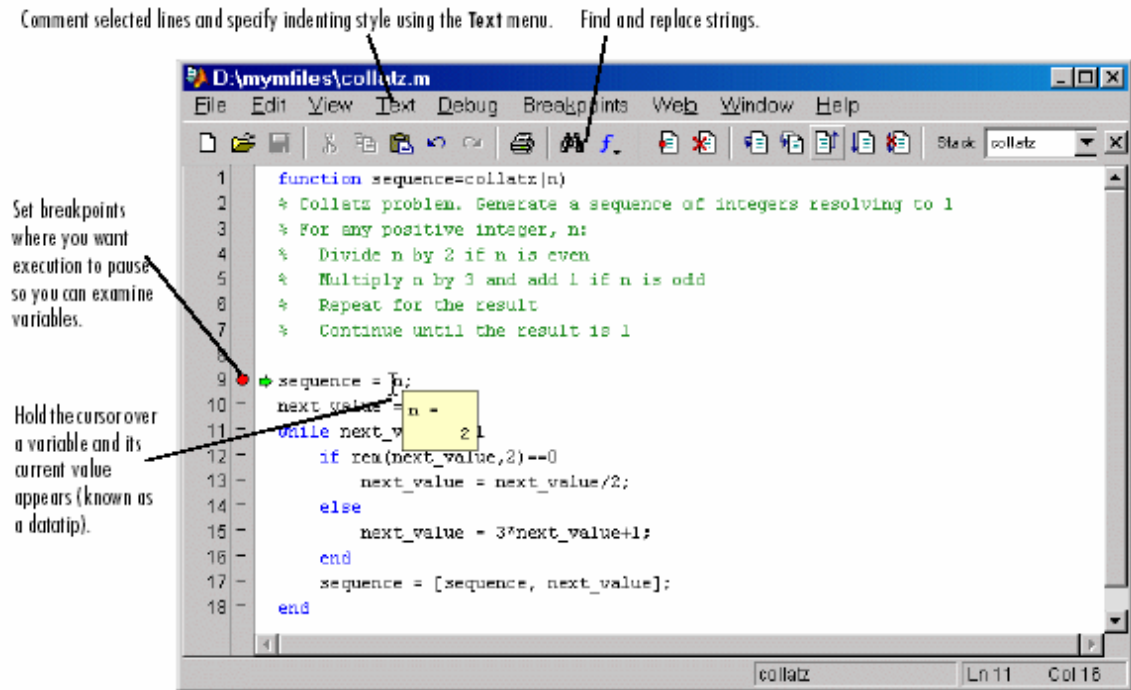 Comment selected lines and specify indenting style using the Text menu.
Find and replace strings.
D:\mymfiles\collatz.m
File Edit View Text Debug Breakpoints Web Window Help
Stack: collatz
Set breakpoints
where you want
execution to pause
so you can examine
variables.
Hold the cursor over
a variable and its
current value
appears (known as
a datatip).
1 function sequence=collatz(n)
2 % Collatz problem. Generate a sequence of integers resolving to 1
3 % For any positive integer, n:
4 % Divide n by 2 if n is even
5 % Multiply n by 3 and add 1 if n is odd
6 % Repeat for the result
7 % Continue until the result is 1
8
9 sequence = n;
10 - next_value =
11 - while next_v 1
12 - if rem(next_value,2)==0
13 - next_value = next_value/2;
14 - else
15 - next_value = 3*next_value+1;
16 - end
17 - sequence = [sequence, next_value];
18 - end
n =
2
collatz Ln 11 Col 16